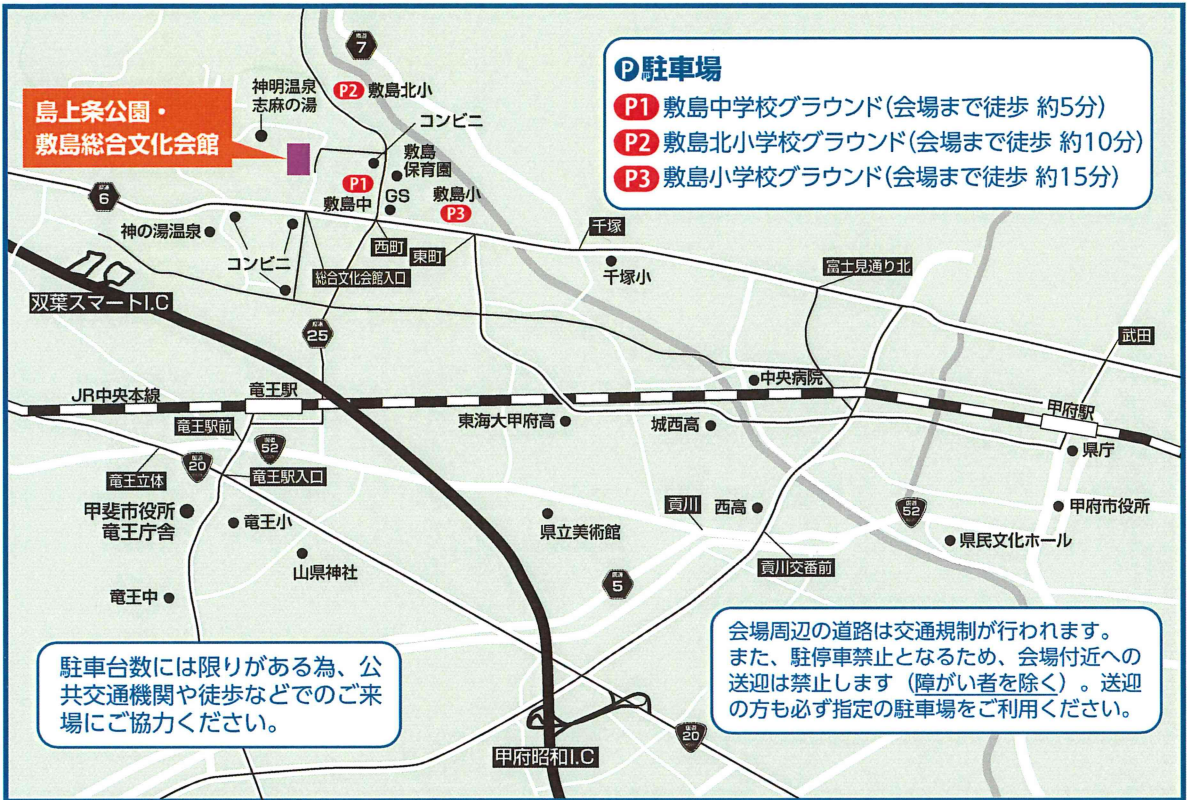 島上条公園・
敷島総合文化会館
P駐車場
P1 敷島中学校グラウンド(会場まで徒歩 約5分)
P2 敷島北小学校グラウンド(会場まで徒歩 約10分)
P3 敷島小学校グラウンド(会場まで徒歩 約15分)
県道
7
神明温泉
志麻の湯
P2 敷島北小
コンビニ
敷島
保育園
P1
敷島中
GS
敷島小
P3
県道
6
神の湯温泉
コンビニ
総合文化会館入口
西町
東町
千塚
千塚小
富士見通り北
双葉スマートI.C
県道
25
武田
JR中央本線
竜王駅
中央病院
甲府駅
竜王駅前
国道
52
東海大甲府高
城西高
県庁
竜王立体
国道
20
竜王駅入口
甲斐市役所
竜王庁舎
竜王小
県立美術館
貢川
西高
国道
52
甲府市役所
県民文化ホール
山県神社
貢川交番前
県道
5
竜王中
駐車台数には限りがある為、公
共交通機関や徒歩などでのご来
場にご協力ください。
会場周辺の道路は交通規制が行われます。
また、駐停車禁止となるため、会場付近への
送迎は禁止します（障がい者を除く）。送迎
の方も必ず指定の駐車場をご利用ください。
国道
20
甲府昭和I.C